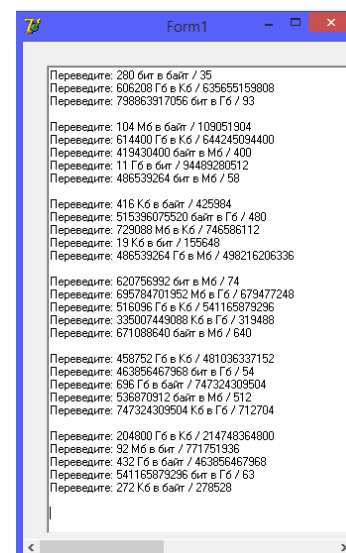 Form1
Переведите: 280 бит в байт / 35
Переведите: 606208 Гб в Кб / 635655159808
Переведите: 798863917056 бит в Гб / 93
Переведите: 104 Мб в байт / 109051904
Переведите: 614400 Гб в Кб / 644245094400
Переведите: 419430400 байт в Мб / 400
Переведите: 11 Гб в бит / 94489280512
Переведите: 486539264 бит в Мб / 58
Переведите: 416 Кб в байт / 425984
Переведите: 515396075520 байт в Гб / 480
Переведите: 729088 Мб в Кб / 746586112
Переведите: 19 Кб в бит / 155648
Переведите: 486539264 Гб в Мб / 498216206336
Переведите: 620756992 бит в Мб / 74
Переведите: 695784701952 Мб в Гб / 679477248
Переведите: 516096 Гб в Кб / 541165879296
Переведите: 335007449088 Кб в Гб / 319488
Переведите: 671088640 байт в Мб / 640
Переведите: 458752 Гб в Кб / 481036337152
Переведите: 463856467968 бит в Гб / 54
Переведите: 696 Гб в байт / 747324309504
Переведите: 536870912 байт в Мб / 512
Переведите: 747324309504 Кб в Гб / 712704
Переведите: 204800 Гб в Кб / 214748364800
Переведите: 92 Мб в бит / 771751936
Переведите: 432 Гб в байт / 463856467968
Переведите: 541165879296 бит в Гб / 63
Переведите: 272 Кб в байт / 278528